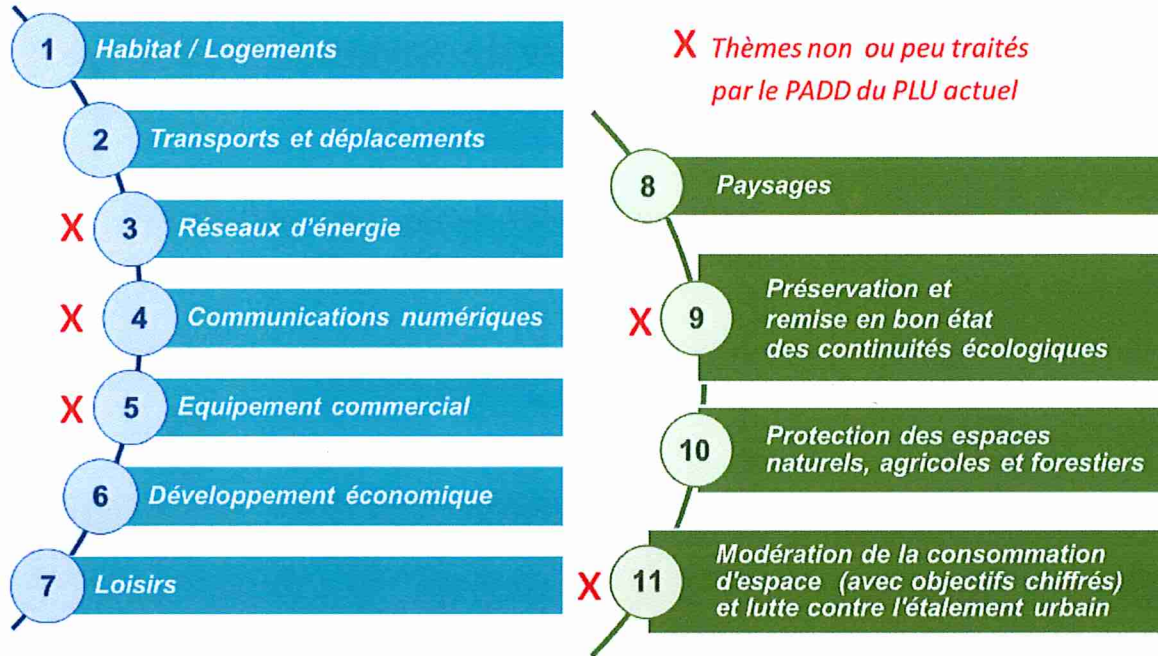 1 Habitat / Logements
2 Transports et déplacements
X 3 Réseaux d'énergie
X 4 Communications numériques
X 5 Equipement commercial
6 Développement économique
7 Loisirs
X Thèmes non ou peu traités
par le PADD du PLU actuel
8 Paysages
Préservation et
X 9 remise en bon état
des continuités écologiques
10 Protection des espaces
naturels, agricoles et forestiers
Modération de la consommation
X 11 d'espace (avec objectifs chiffrés)
et lutte contre l'étalement urbain